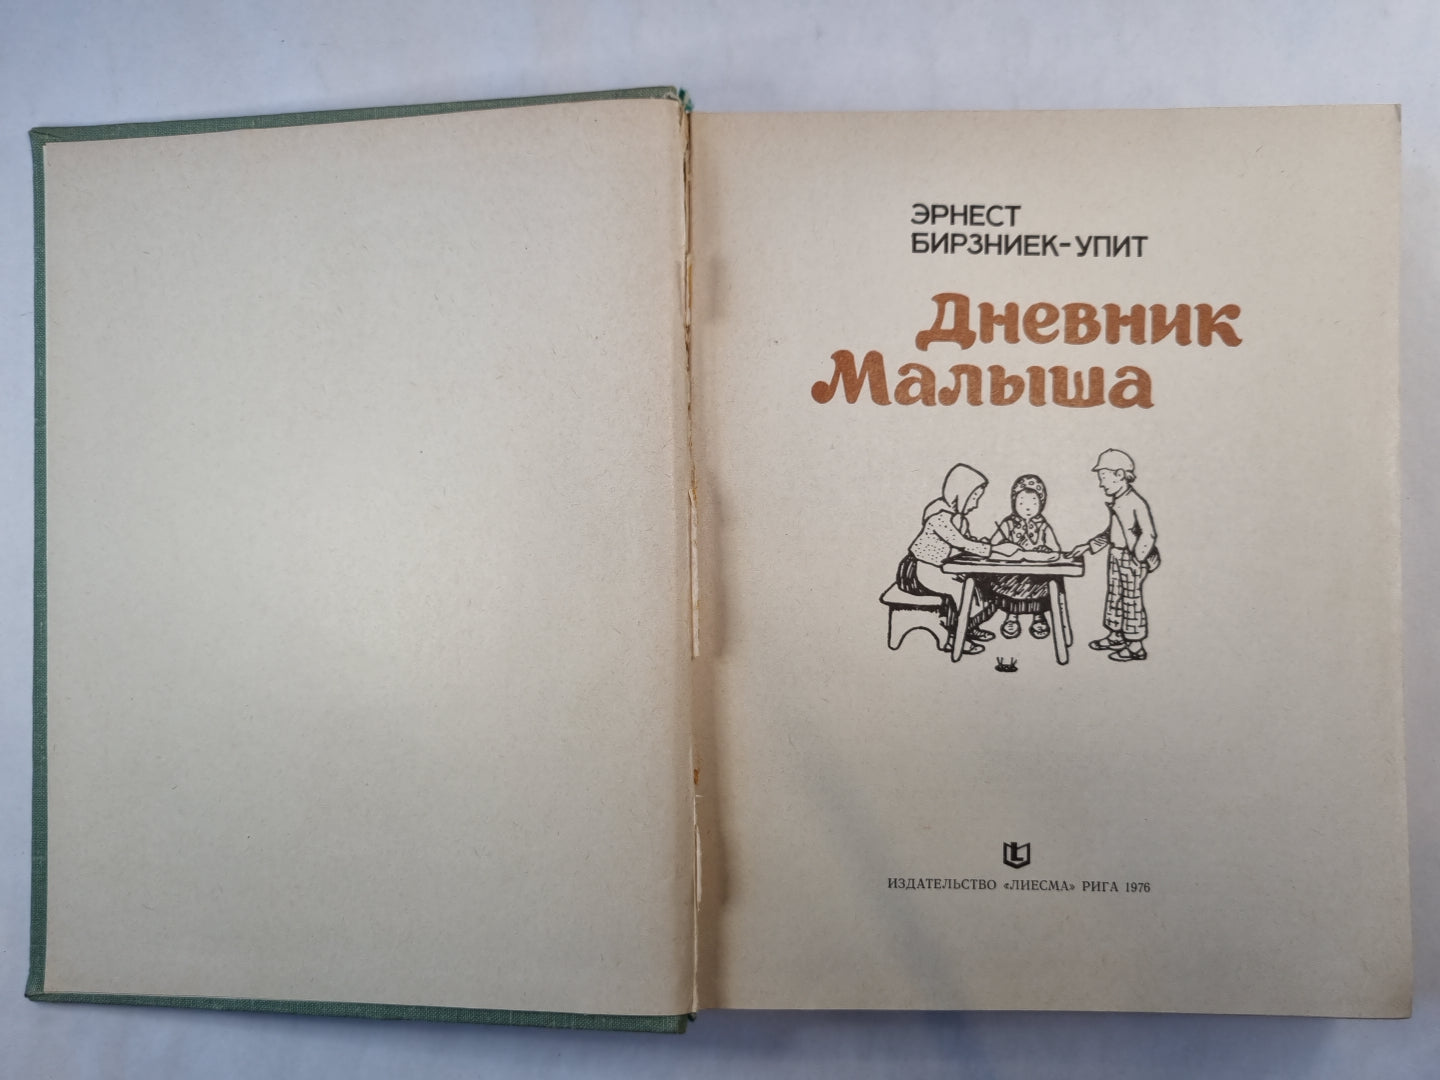 ЭРНЕСТ
БИРЗНИЕК-УПИТ
Дневник
Малыша
L
ИЗДАТЕЛЬСТВО «ЛИЕСМА» РИГА 1976